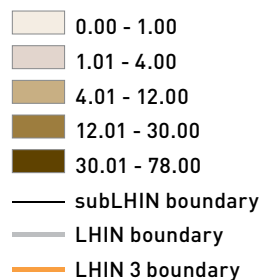 0.00 - 1.00
1.01 - 4.00
4.01 - 12.00
12.01 - 30.00
30.01 - 78.00
subLHIN boundary
LHIN boundary
LHIN 3 boundary